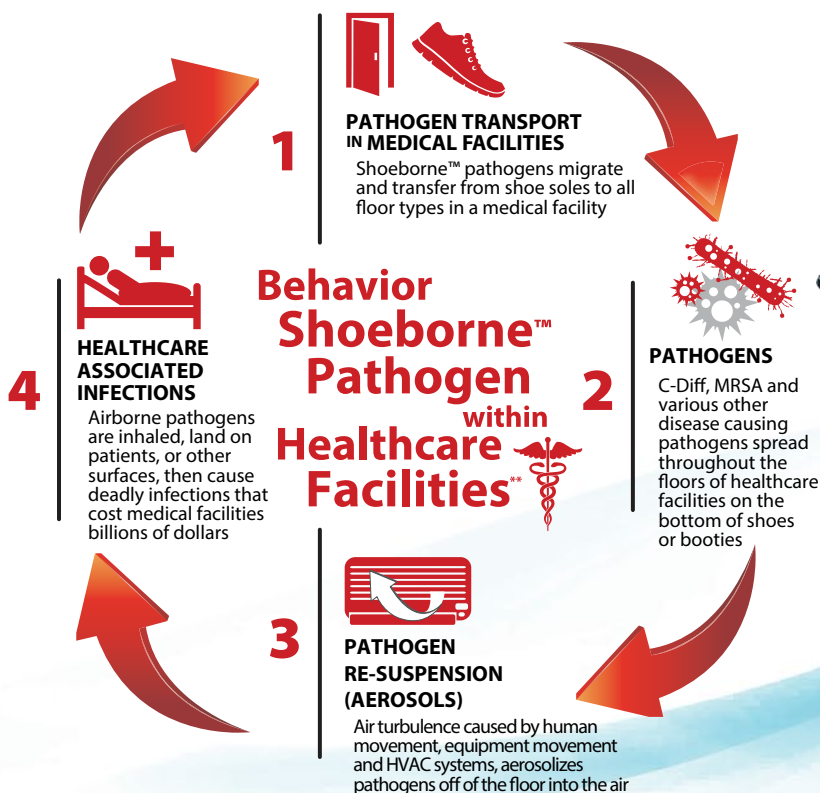 1
PATHOGEN TRANSPORT
IN MEDICAL FACILITIES
Shoeborne™ pathogens migrate
and transfer from shoe soles to all
floor types in a medical facility
Behavior
Shoeborne™
Pathogen
within
Healthcare
Facilities**
2
PATHOGENS
C-Diff, MRSA and
various other
disease causing
pathogens spread
throughout the
floors of healthcare
facilities on the
bottom of shoes
or booties
3
PATHOGEN
RE-SUSPENSION
(AEROSOLS)
Air turbulence caused by human
movement, equipment movement
and HVAC systems, aerosolizes
pathogens off of the floor into the air
4
HEALTHCARE
ASSOCIATED
INFECTIONS
Airborne pathogens
are inhaled, land on
patients, or other
surfaces, then cause
deadly infections that
cost medical facilities
billions of dollars